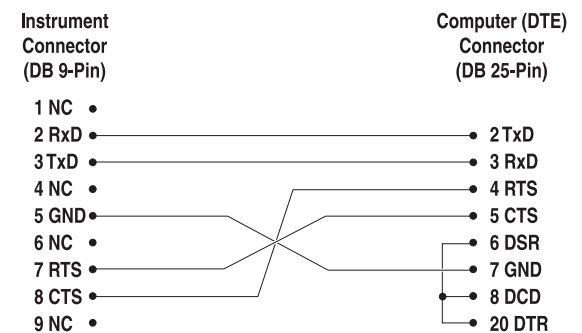 Instrument
Connector
(DB 9-Pin)
Computer (DTE)
Connector
(DB 25-Pin)
1 NC
2 RxD
2 TxD
3 TxD
3 RxD
4 NC
4 RTS
5 GND
5 CTS
6 NC
6 DSR
7 RTS
7 GND
8 CTS
8 DCD
9 NC
20 DTR